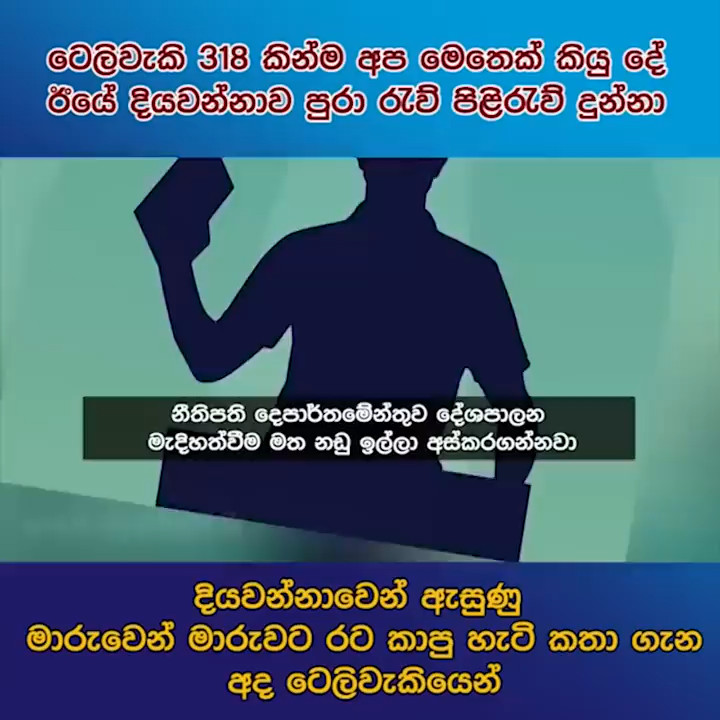 ටෙලිවැකි 318 කින්ම අප මෙතෙක් කියු දේ
ඊයේ දියවන්නාව පුරා රැව් පිළිරැව් දුන්නා
නීතිපති දෙපාර්තමේන්තුව දේශපාලන
මැදිහත්වීම මත නඩු ඉල්ලා අස්කරගන්නවා
දියවන්නාවෙන් ඇසුණු
මාරුවෙන් මාරුවට රට කාපු හැටි කතා ගැන
අද ටෙලිවැකියෙන්